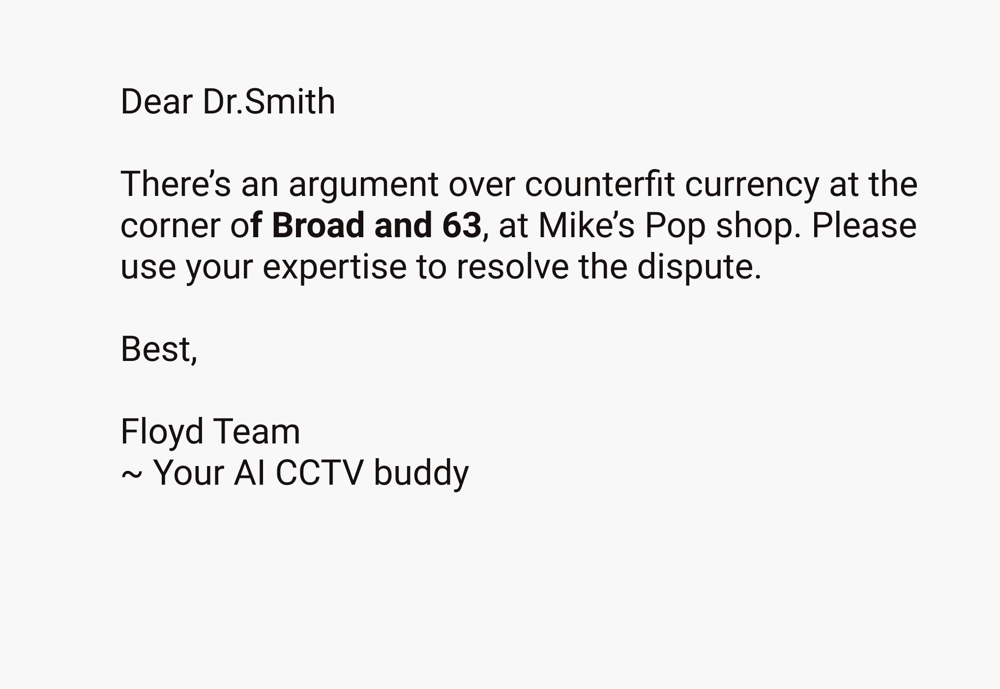 Dear Dr.Smith
There’s an argument over counterfit currency at the
corner of Broad and 63, at Mike’s Pop shop. Please
use your expertise to resolve the dispute.
Best,
Floyd Team
~ Your AI CCTV buddy